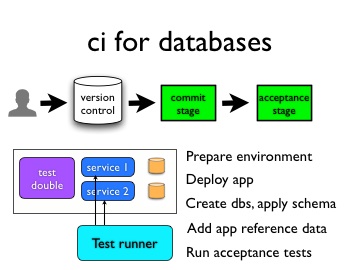 ci for databases
version
control
commit
stage
acceptance
stage
test
double
service 1
service 2
Test runner
Prepare environment
Deploy app
Create dbs, apply schema
Add app reference data
Run acceptance tests